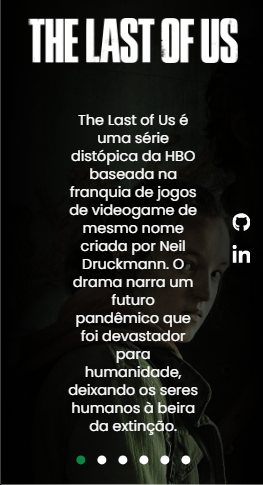 THE LAST OF US
The Last of Us é
uma série
distópica da HBO
baseada na
franquia de jogos
de videogame de
mesmo nome
criada por Neil
Druckmann. O
drama narra um
futuro
pandêmico que
foi devastador
para
humanidade,
deixando os seres
humanos à beira
da extinção.
in